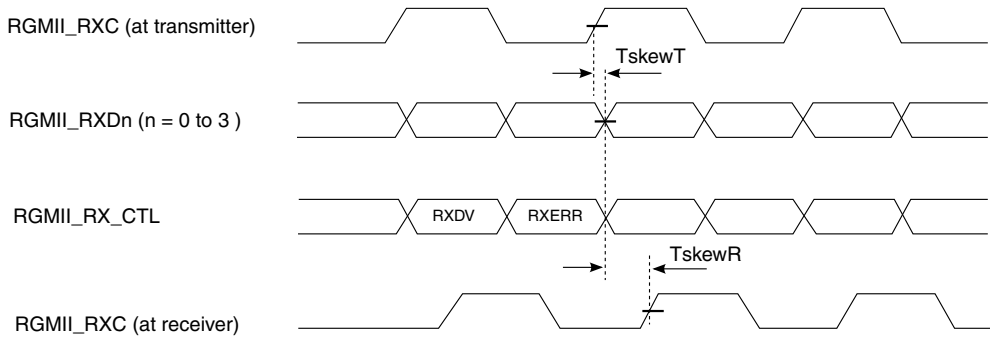 RGMII_RXC (at transmitter)
TskewT
RGMII_RXDn (n = 0 to 3 )
RGMII_RX_CTL
RXDV
RXERR
TskewR
RGMII_RXC (at receiver)